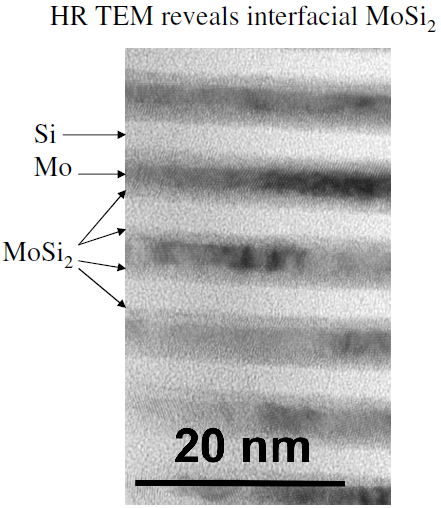 HR TEM reveals interfacial MoSi₂
Si
Mo
MoSi₂
20 nm